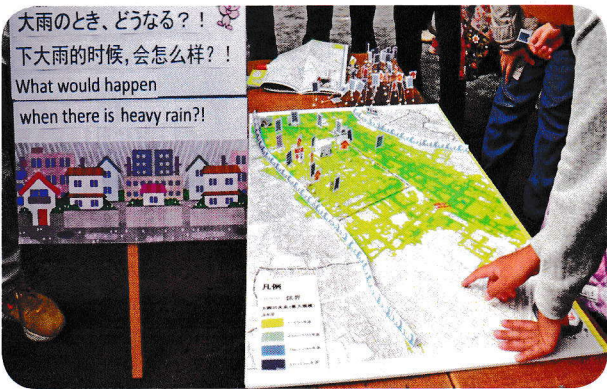 大雨のとき、どうなる？！
下大雨的时候，会怎么样？！
What would happen
when there is heavy rain?!
凡例